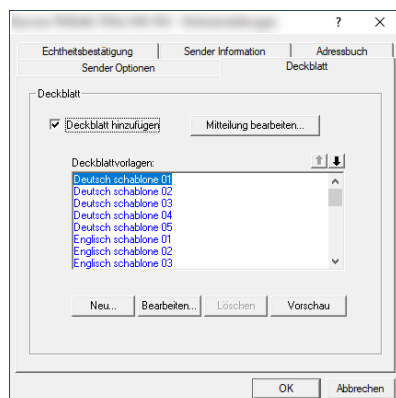 ?
Echtheitsbestätigung Sender Information Adressbuch
Sender Optionen Deckblatt
Deckblatt
Deckblatt hinzufügen Mitteilung bearbeiten...
Deckblattvorlagen:
Deutsch schablone 01
Deutsch schablone 02
Deutsch schablone 03
Deutsch schablone 04
Deutsch schablone 05
Englisch schablone 01
Englisch schablone 02
Englisch schablone 03
Neu... Bearbeiten... Löschen Vorschau
OK Abbrechen